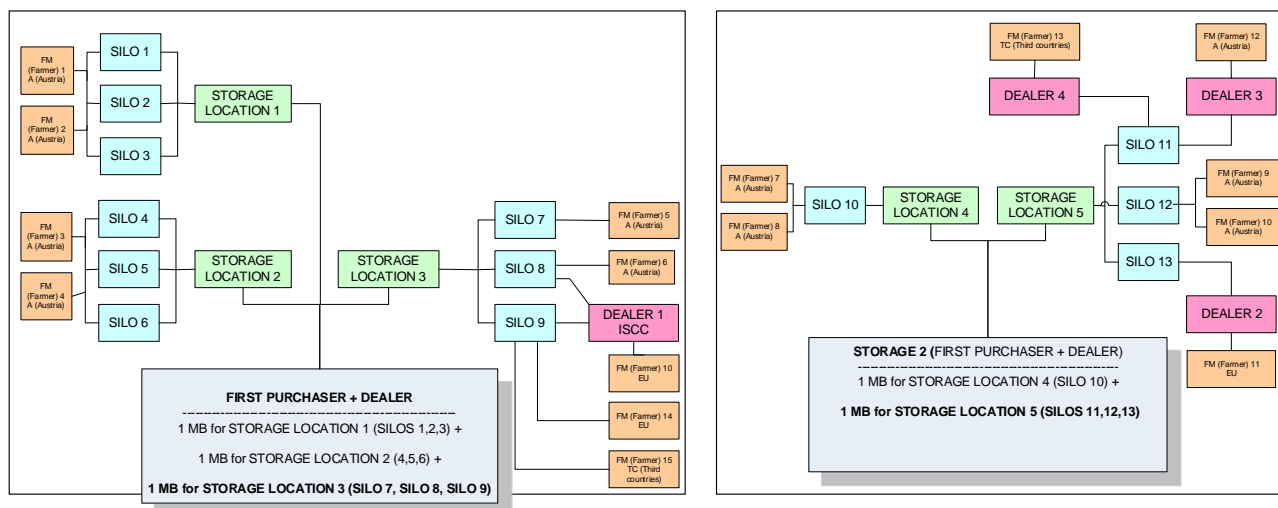 FM
(Farmer) 1
A (Austria)
FM
(Farmer) 2
A (Austria)
SILO 1
SILO 2
SILO 3
STORAGE
LOCATION 1
FM
(Farmer) 3
A (Austria)
FM
(Farmer) 4
A (Austria)
SILO 4
SILO 5
SILO 6
STORAGE
LOCATION 2
STORAGE
LOCATION 3
SILO 7
SILO 8
SILO 9
FM (Farmer) 5
A (Austria)
FM (Farmer) 6
A (Austria)
DEALER 1
ISCC
FM (Farmer) 10
EU
FM (Farmer) 14
EU
FM (Farmer) 15
TC (Third
countries)
FIRST PURCHASER + DEALER
1 MB for STORAGE LOCATION 1 (SILOS 1,2,3) +
1 MB for STORAGE LOCATION 2 (4,5,6) +
1 MB for STORAGE LOCATION 3 (SILO 7, SILO 8, SILO 9)
FM (Farmer) 13
TC (Third countries)
FM (Farmer) 12
A (Austria)
DEALER 4
DEALER 3
SILO 11
FM (Farmer) 7
A (Austria)
FM (Farmer) 8
A (Austria)
SILO 10
STORAGE
LOCATION 4
STORAGE
LOCATION 5
SILO 12
FM (Farmer) 9
A (Austria)
FM (Farmer) 10
A (Austria)
SILO 13
DEALER 2
FM (Farmer) 11
EU
STORAGE 2 (FIRST PURCHASER + DEALER)
1 MB for STORAGE LOCATION 4 (SILO 10) +
1 MB for STORAGE LOCATION 5 (SILOS 11,12,13)